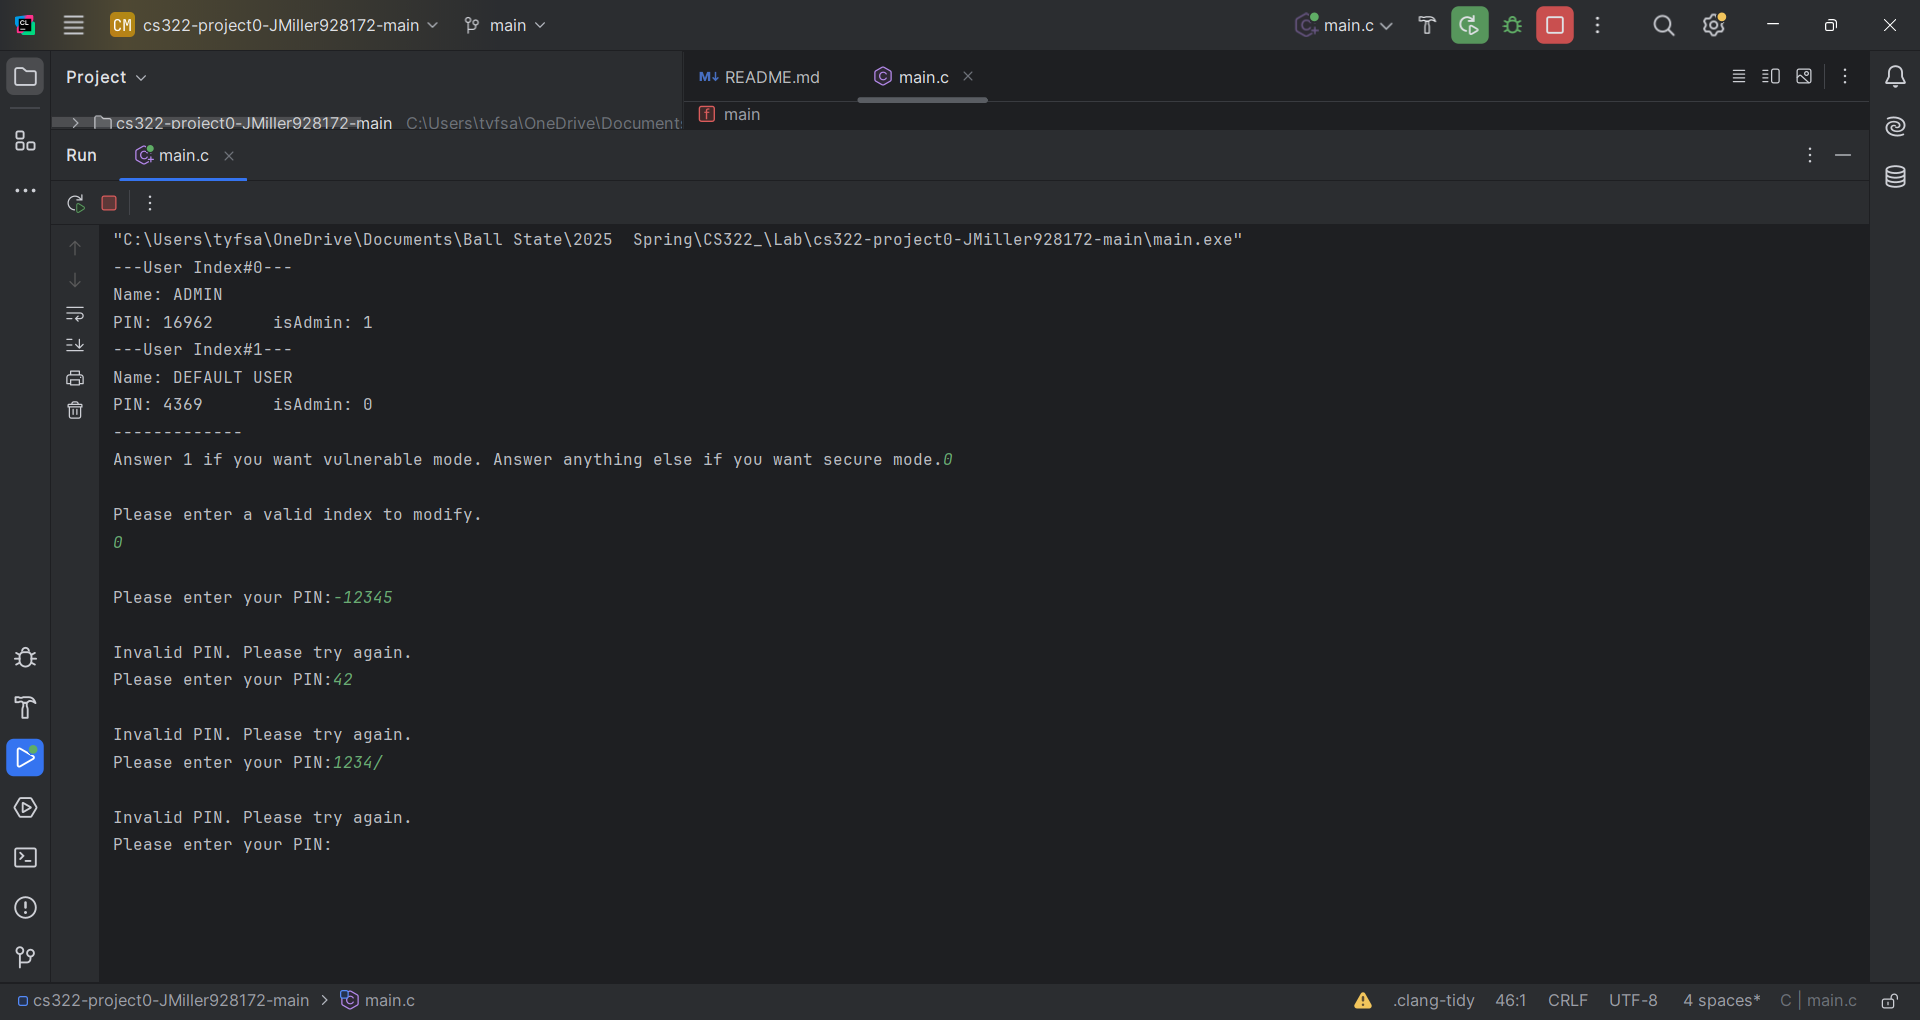 CM cs322-project0-JMiller928172-main main main.c
Project
README.md main.c
cs322-project0-JMiller928172-main C:\Users\tyfsa\OneDrive\Document
main
Run main.c
"C:\Users\tyfsa\OneDrive\Documents\Ball State\2025  Spring\CS322_\Lab\cs322-project0-JMiller928172-main\main.exe"
---User Index#0---
Name: ADMIN
PIN: 16962      isAdmin: 1
---User Index#1---
Name: DEFAULT USER
PIN: 4369       isAdmin: 0
-------------
Answer 1 if you want vulnerable mode. Answer anything else if you want secure mode.0
Please enter a valid index to modify.
0
Please enter your PIN:-12345
Invalid PIN. Please try again.
Please enter your PIN:42
Invalid PIN. Please try again.
Please enter your PIN:1234/
Invalid PIN. Please try again.
Please enter your PIN:
cs322-project0-JMiller928172-main > main.c .clang-tidy 46:1 CRLF UTF-8 4 spaces* C | main.c